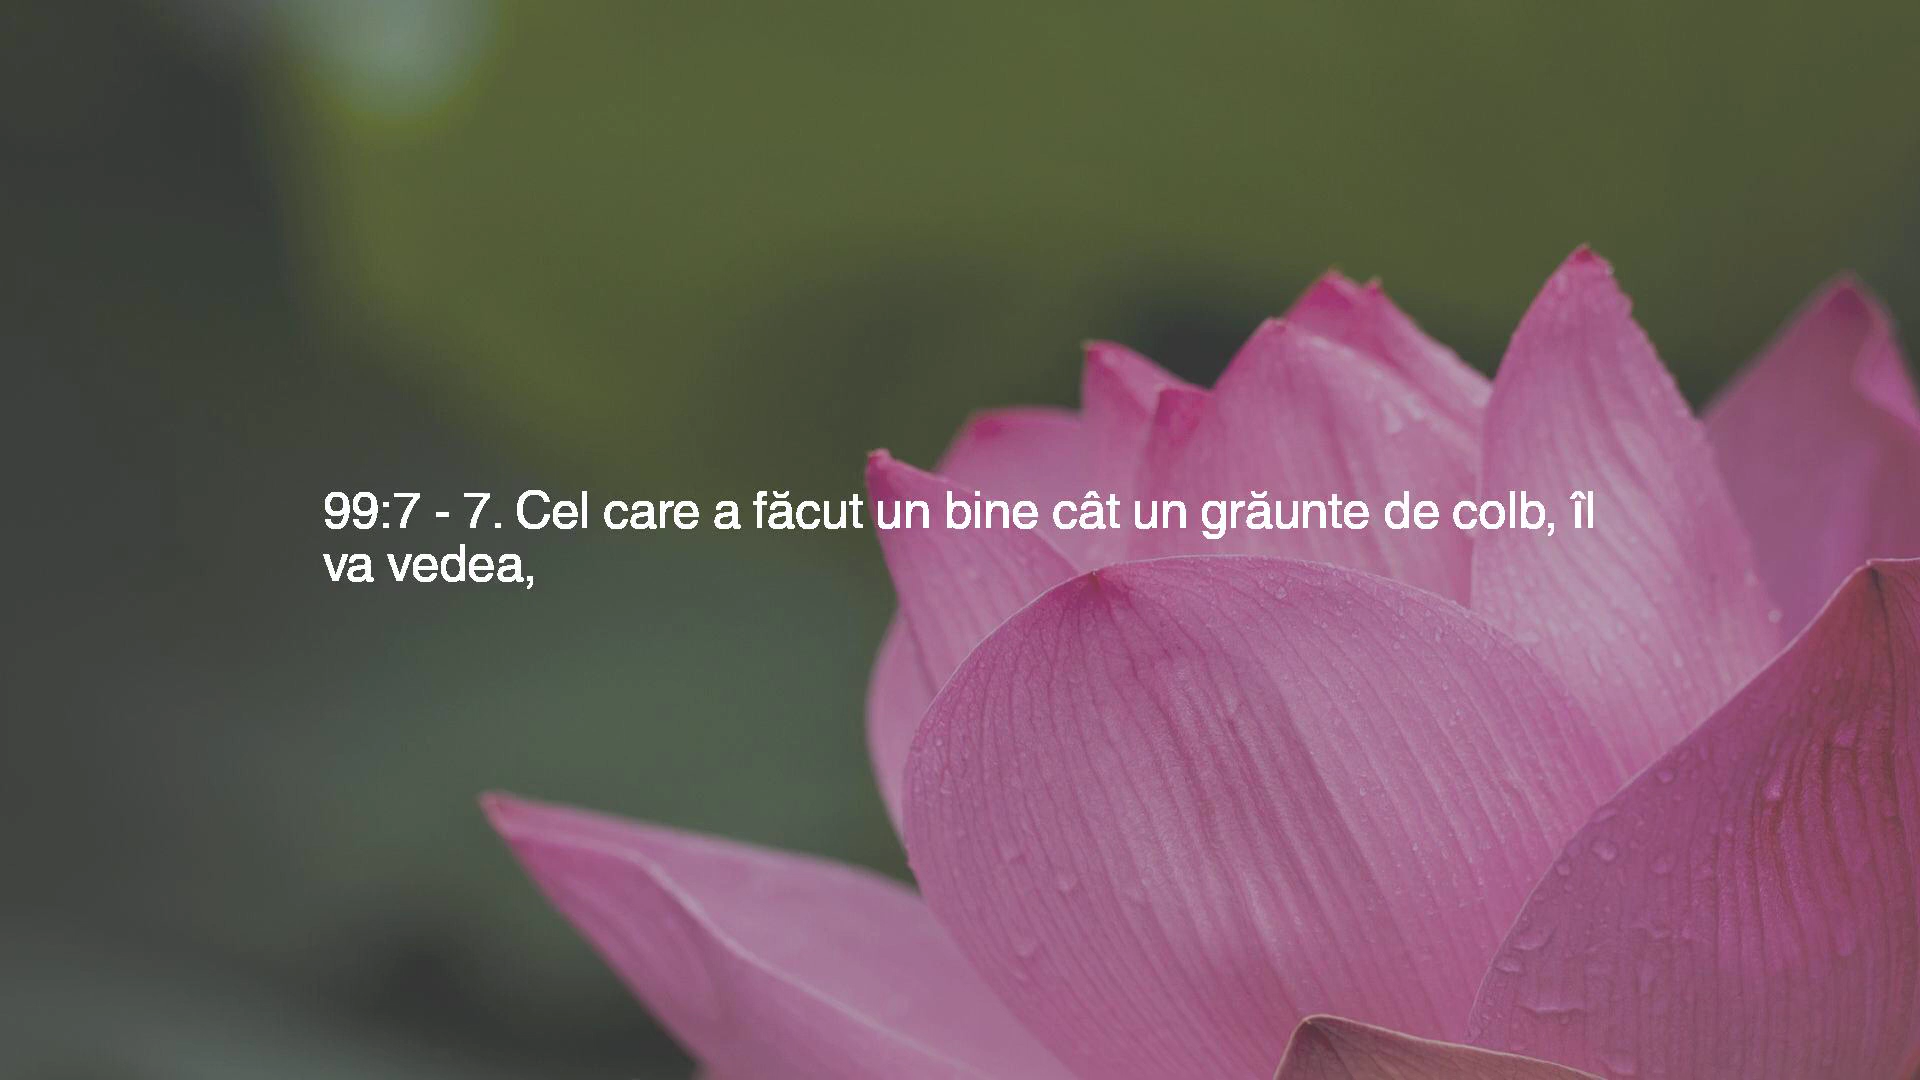 99:7 - 7. Cel care a făcut un bine cât un grăunte de colb, îl
va vedea,